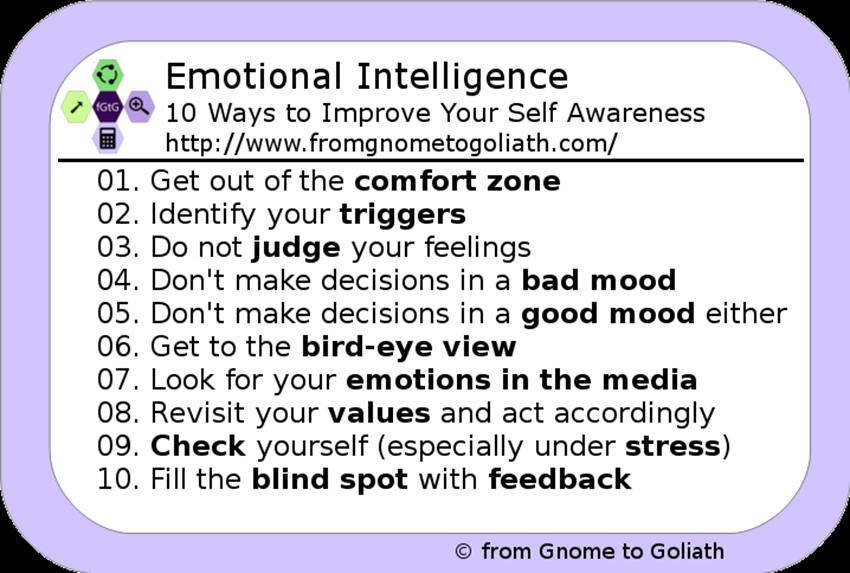 fGtG
Emotional Intelligence
10 Ways to Improve Your Self Awareness
http://www.fromgnometogoliath.com/
01. Get out of the comfort zone
02. Identify your triggers
03. Do not judge your feelings
04. Don't make decisions in a bad mood
05. Don't make decisions in a good mood either
06. Get to the bird-eye view
07. Look for your emotions in the media
08. Revisit your values and act accordingly
09. Check yourself (especially under stress)
10. Fill the blind spot with feedback
© from Gnome to Goliath